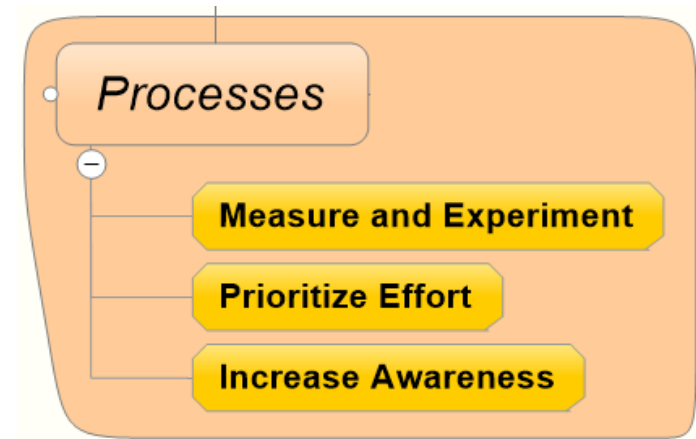 Processes
Measure and Experiment
Prioritize Effort
Increase Awareness